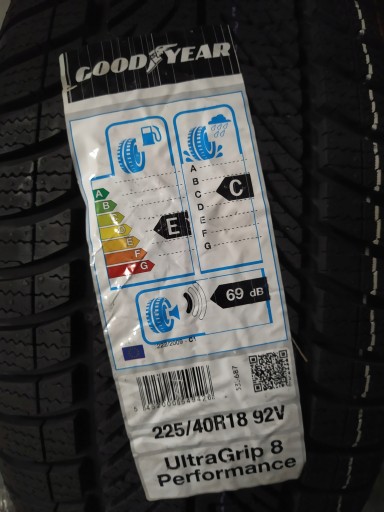 GOODYEAR
A
B
C
D
E
F
G
E
A
B
C
D
E
F
G
C
69 dB
225/40R18 92V
UltraGrip 8
Performance